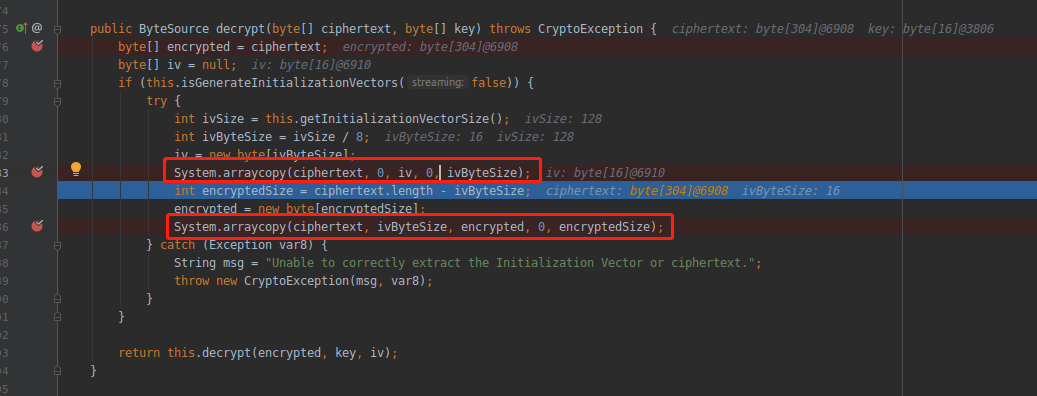 74
75 @ public ByteSource decrypt(byte[] ciphertext, byte[] key) throws CryptoException { ciphertext: byte[304]@6908 key: byte[16]@3806
76 byte[] encrypted = ciphertext; encrypted: byte[304]@6908
77 byte[] iv = null; iv: byte[16]@6910
78 if (this.isGenerateInitializationVectors( streaming: false)) {
79 try {
80 int ivSize = this.getInitializationVectorSize(); ivSize: 128
81 int ivByteSize = ivSize / 8; ivByteSize: 16 ivSize: 128
82 iv = new byte[ivByteSize];
83 System.arraycopy(ciphertext, 0, iv, 0, ivByteSize); iv: byte[16]@6910
84 int encryptedSize = ciphertext.length - ivByteSize; ciphertext: byte[304]@6908 ivByteSize: 16
85 encrypted = new byte[encryptedSize];
86 System.arraycopy(ciphertext, ivByteSize, encrypted, 0, encryptedSize);
87 } catch (Exception var8) {
88 String msg = "Unable to correctly extract the Initialization Vector or ciphertext.";
89 throw new CryptoException(msg, var8);
90 }
91 }
92
93 return this.decrypt(encrypted, key, iv);
94 }
95